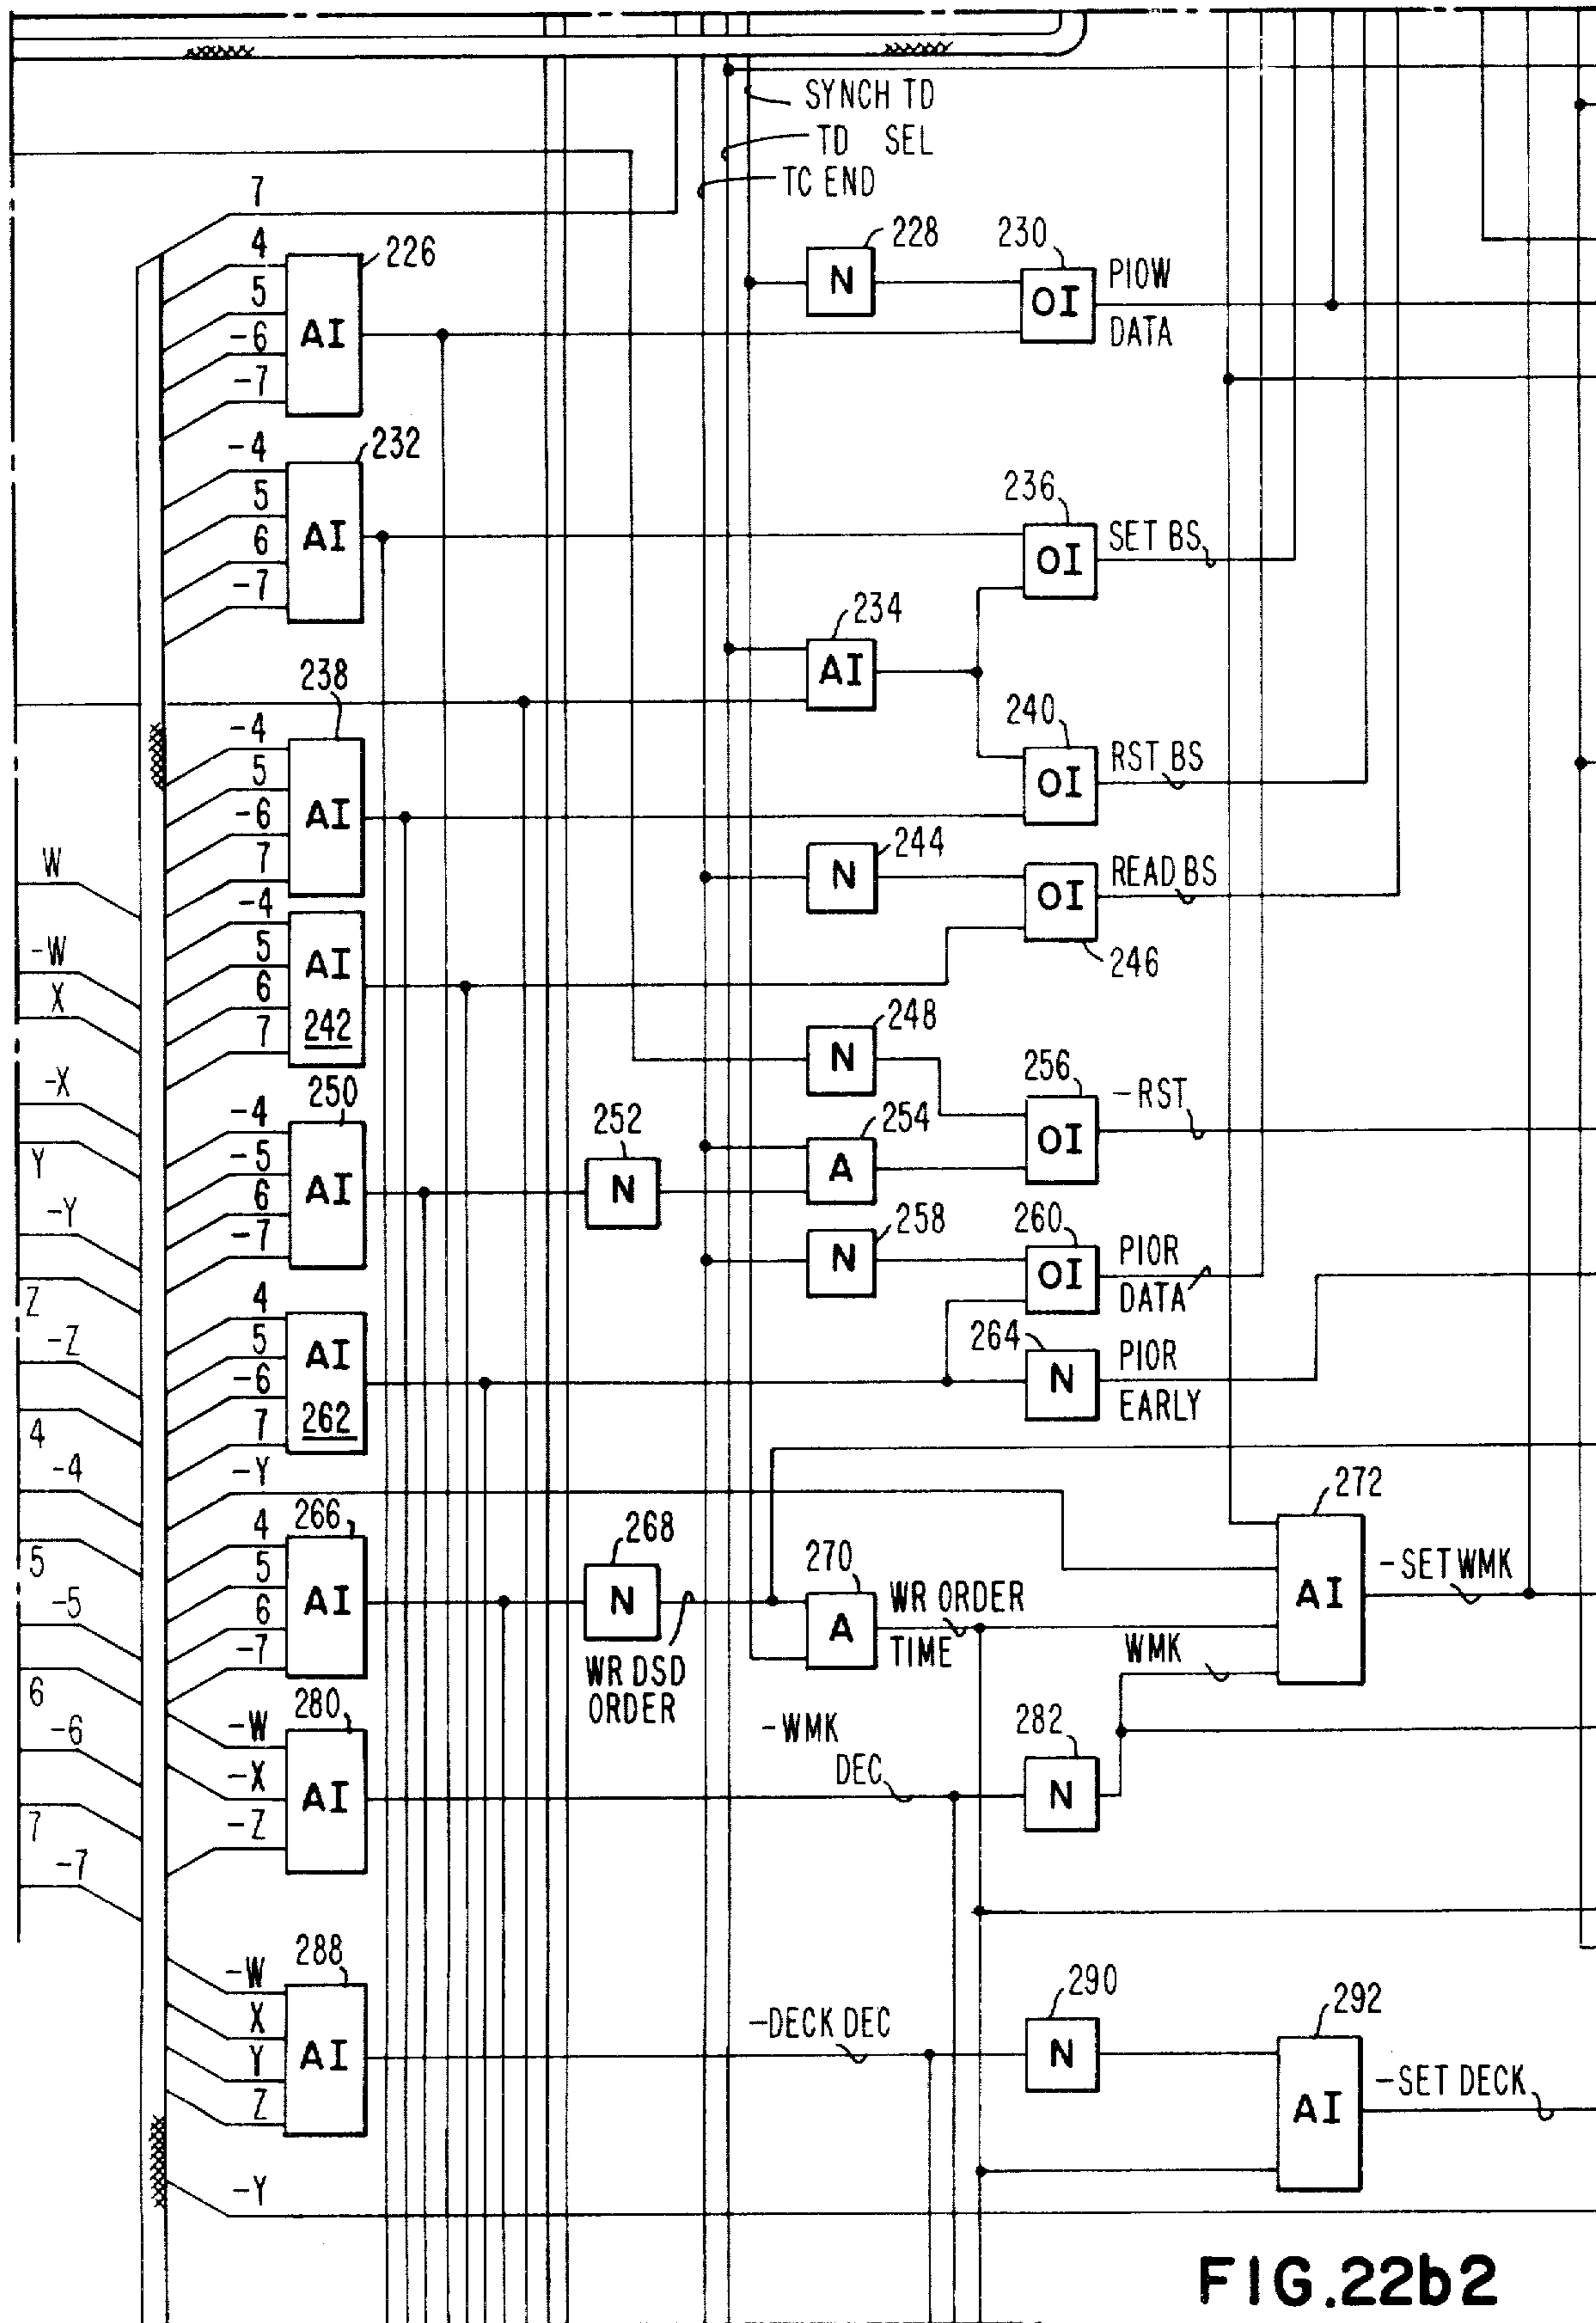 SYNCH TD
TD SEL
TC END
7
4
5
-6
-7
AI
226
N
228
230
OI
PIOW
DATA
-4
5
6
-7
AI
232
236
OI
SET BS
234
AI
238
-4
5
-6
7
AI
240
OI
RST BS
W
-W
X
-X
Y
-Y
Z
-Z
4
-4
5
-5
6
-6
7
-7
N
244
OI
READ BS
246
-4
5
6
7
AI
242
N
248
250
-4
-5
6
-7
AI
252
N
254
A
256
OI
-RST
N
258
260
OI
PIOR
DATA
4
5
-6
7
AI
262
264
N
PIOR
EARLY
-Y
266
4
5
6
-7
AI
268
N
WR DSD
ORDER
270
A
WR ORDER
TIME
272
AI
-SET WMK
WMK
280
-W
-X
-Z
AI
-WMK
DEC
282
N
288
-W
X
Y
Z
AI
-DECK DEC
290
N
292
AI
-SET DECK
-Y
FIG.22b2